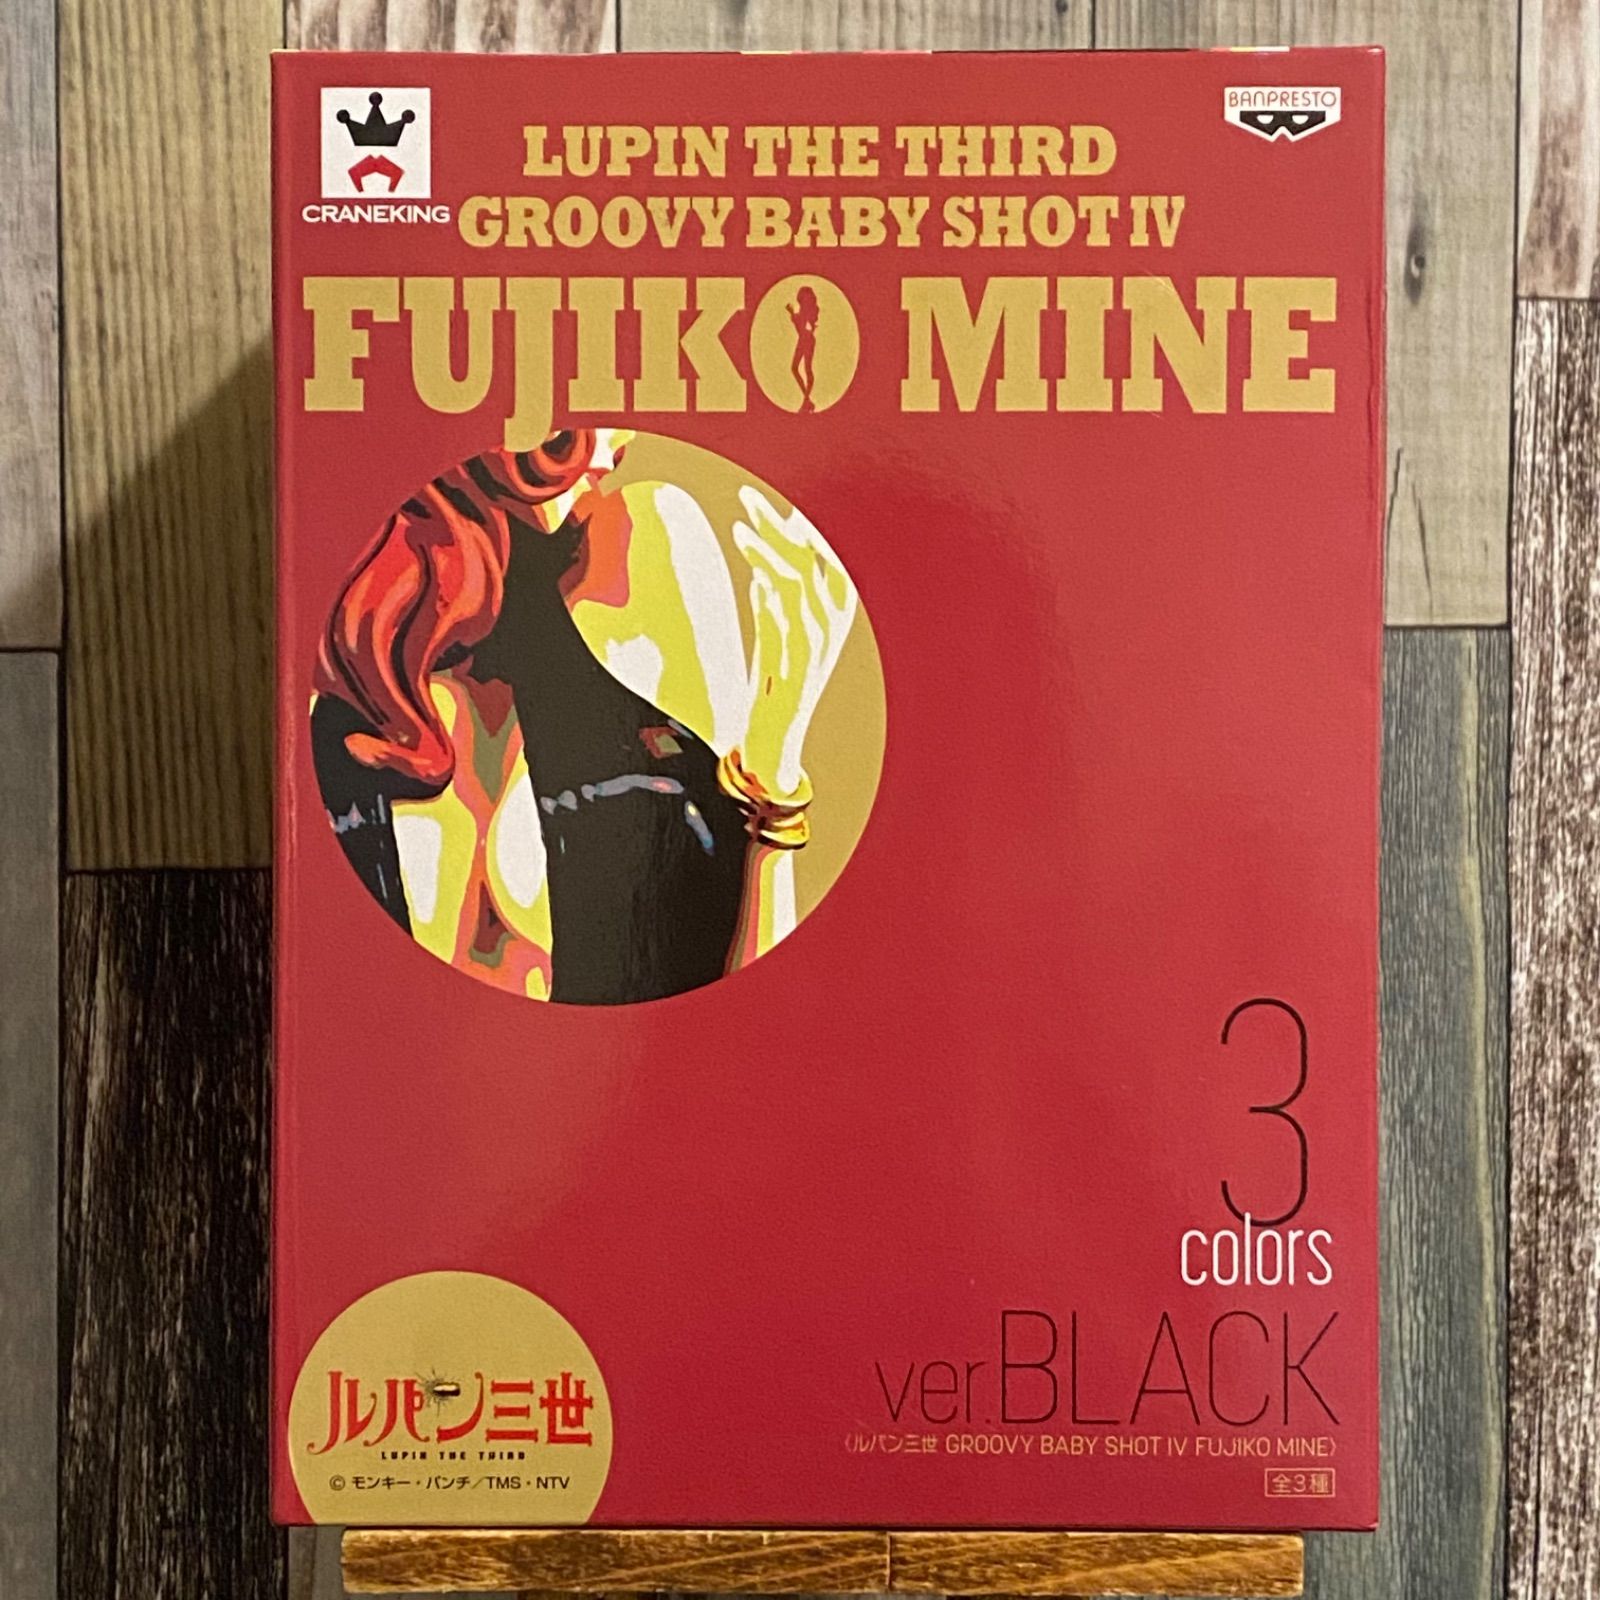 CRANEKING
BANPRESTO
LUPIN THE THIRD
GROOVY BABY SHOT IV
FUJIKO MINE
3
colors
ver.BLACK
〈ルパン三世 GROOVY BABY SHOT IV FUJIKO MINE〉
全3種
ルパン三世
LUPIN THE THIRD
© モンキー・パンチ／TMS・NTV